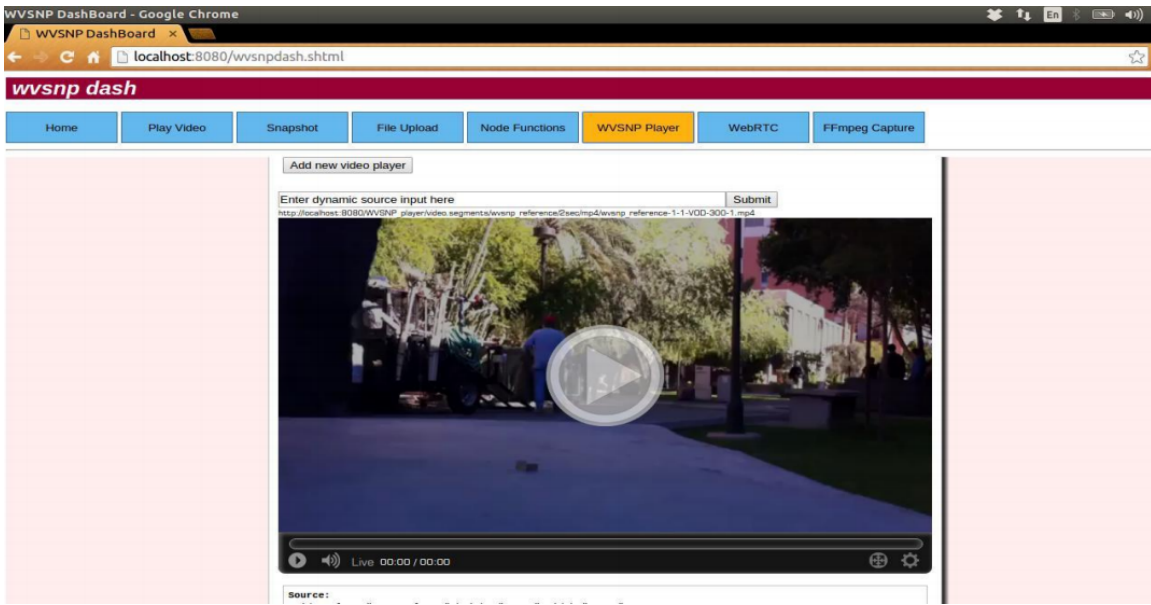 WVSNP DashBoard - Google Chrome
En
WVSNP DashBoard ×
localhost:8080/wvsnpdash.shtml
wvsnp dash
Home Play Video Snapshot File Upload Node Functions WVSNP Player WebRTC FFmpeg Capture
Add new video player
Enter dynamic source input here Submit
http://localhost:8080/WVSNP_player/video.segments/wvsnp_reference/2sec/mp4/wvsnp_reference-1-1-VOD-300-1.mp4
Live 00:00 / 00:00
Source: